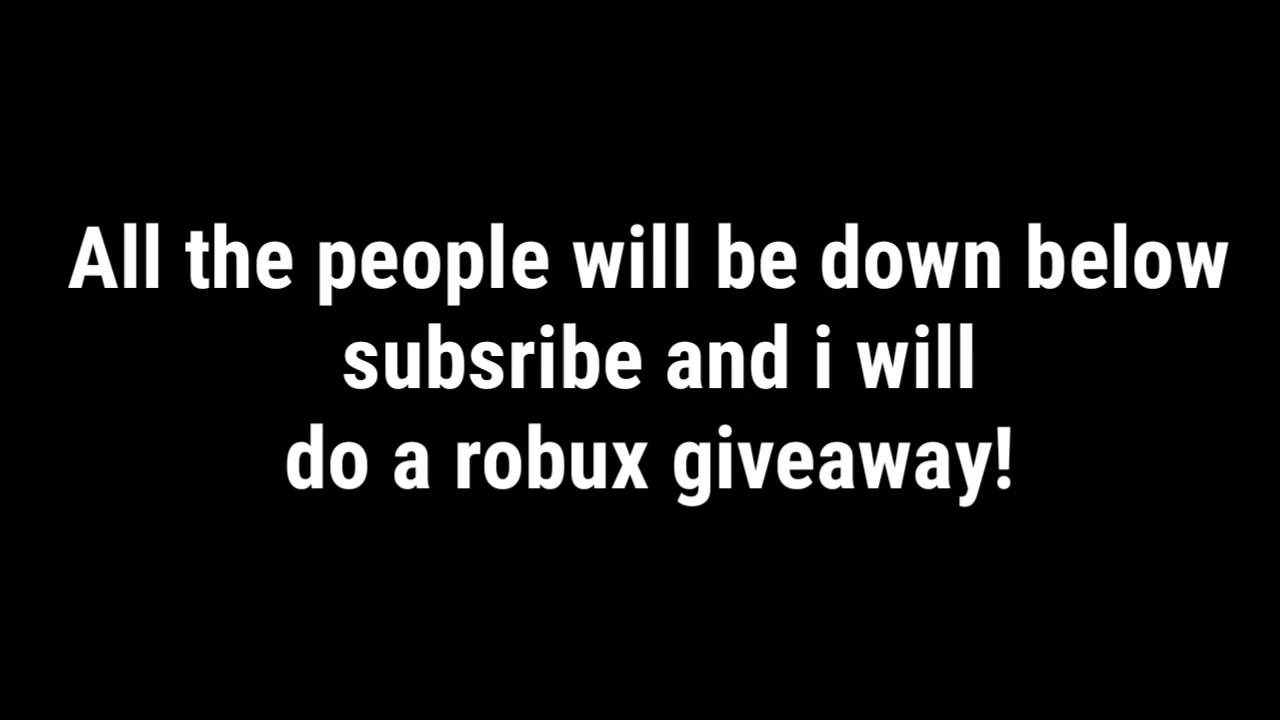 All the people will be down below
subsribe and i will
do a robux giveaway!